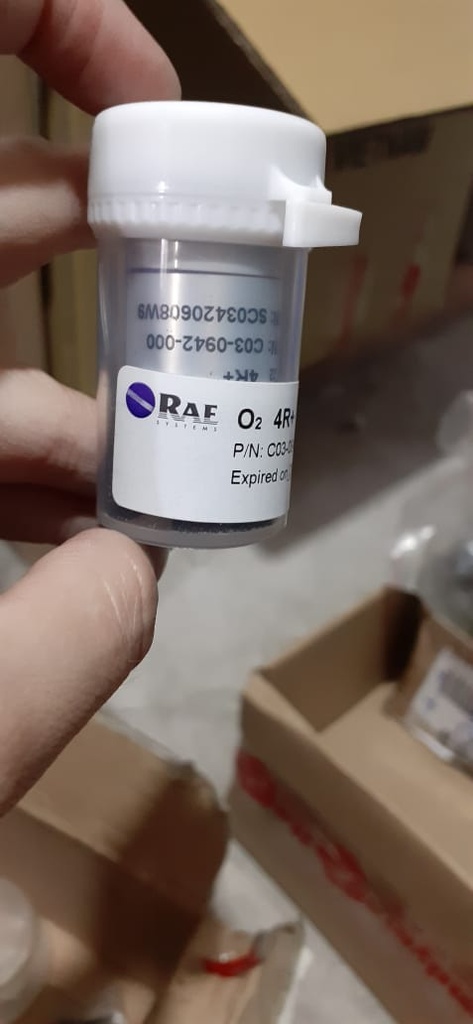 SC03420608W9
C03-0942-000
4R+
RAE
SYSTEMS
O₂ 4R+
P/N: C03-0
Expired on